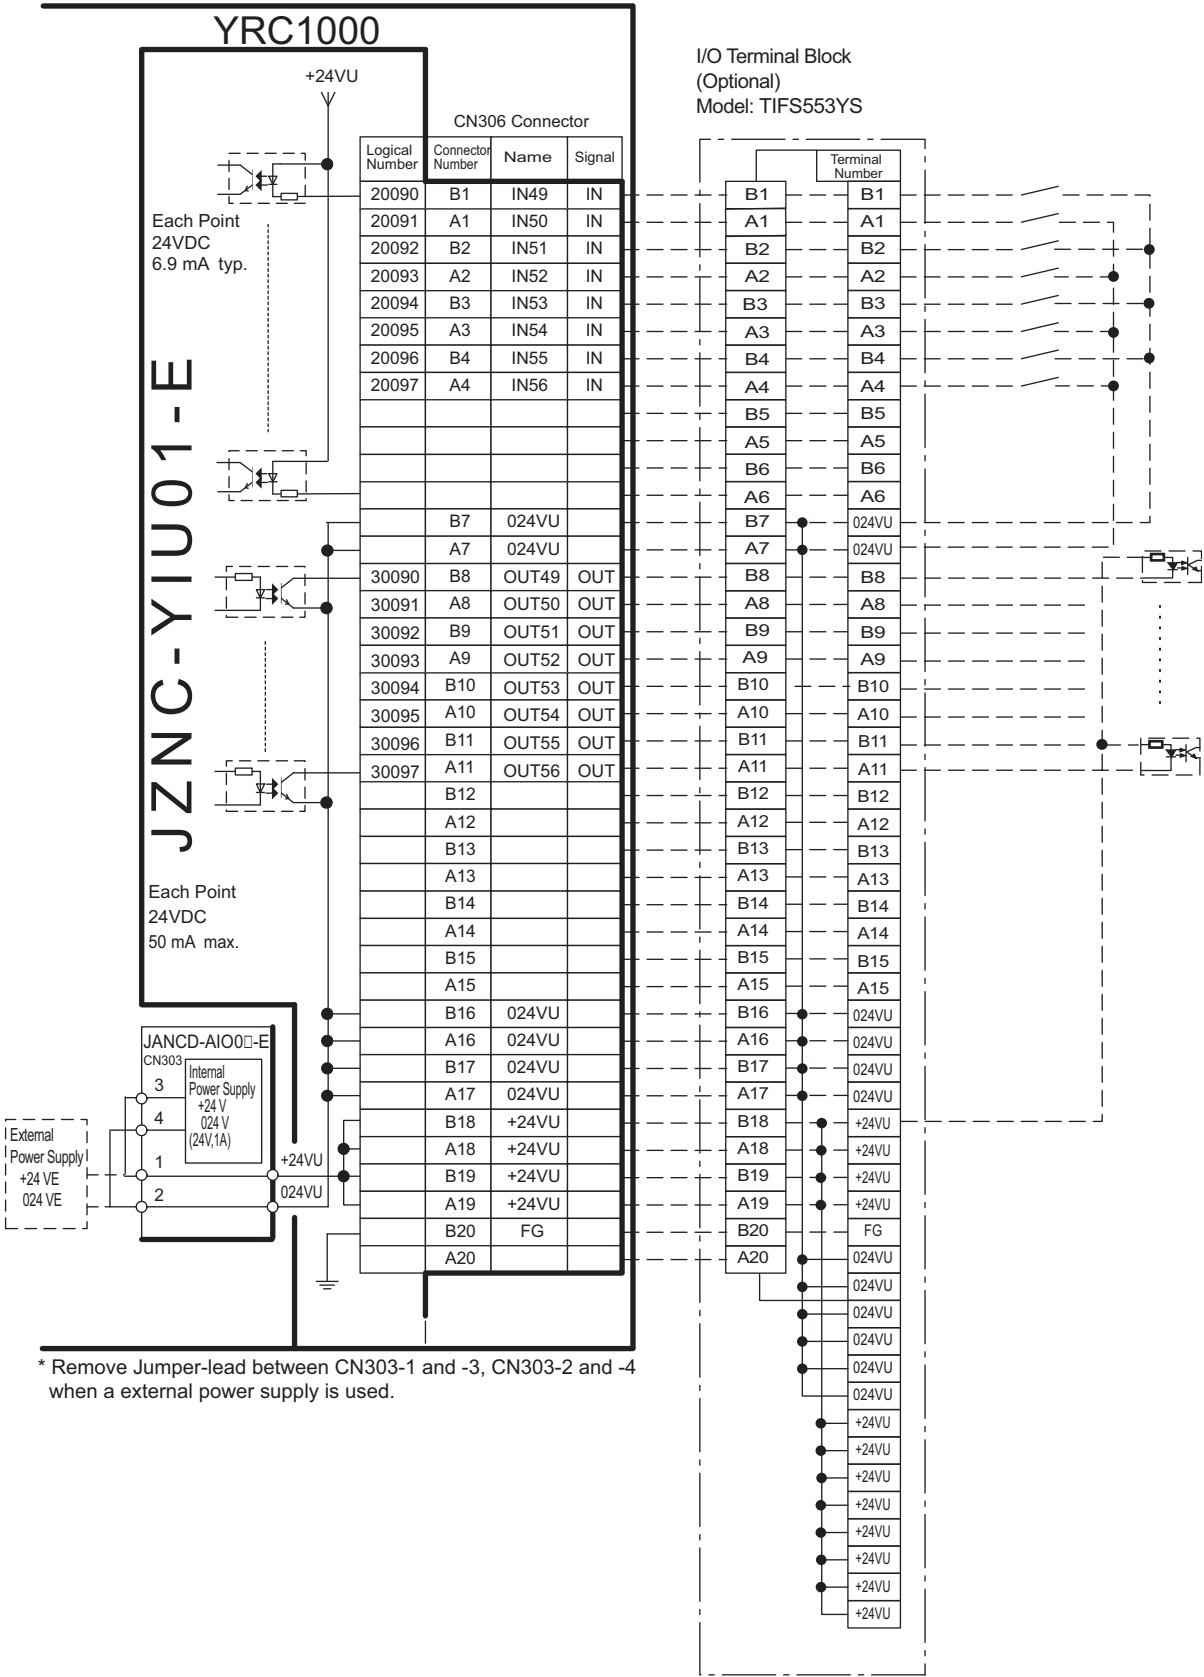 YRC1000
I/O Terminal Block
(Optional)
Model: TIFS553YS
+24VU
CN306 Connector
Logical Number Connector Number Name Signal
Terminal Number
20090 B1 IN49 IN B1 B1
20091 A1 IN50 IN A1 A1
20092 B2 IN51 IN B2 B2
20093 A2 IN52 IN A2 A2
20094 B3 IN53 IN B3 B3
20095 A3 IN54 IN A3 A3
20096 B4 IN55 IN B4 B4
20097 A4 IN56 IN A4 A4
B5 B5
A5 A5
B6 B6
A6 A6
B7 024VU B7 024VU
A7 024VU A7 024VU
30090 B8 OUT49 OUT B8 B8
30091 A8 OUT50 OUT A8 A8
30092 B9 OUT51 OUT B9 B9
30093 A9 OUT52 OUT A9 A9
30094 B10 OUT53 OUT B10 B10
30095 A10 OUT54 OUT A10 A10
30096 B11 OUT55 OUT B11 B11
30097 A11 OUT56 OUT A11 A11
B12 B12 B12
A12 A12 A12
B13 B13 B13
A13 A13 A13
B14 B14 B14
A14 A14 A14
B15 B15 B15
A15 A15 A15
B16 024VU B16 024VU
A16 024VU A16 024VU
B17 024VU B17 024VU
A17 024VU A17 024VU
B18 +24VU B18 +24VU
A18 +24VU A18 +24VU
B19 +24VU B19 +24VU
A19 +24VU A19 +24VU
B20 FG B20 FG
A20 A20 024VU
024VU
024VU
024VU
024VU
024VU
+24VU
+24VU
+24VU
+24VU
+24VU
+24VU
+24VU
+24VU
Each Point
24VDC
6.9 mA typ.
JZNC-YIU01-E
Each Point
24VDC
50 mA max.
JANCD-AIO0□-E
CN303
3
4
1
2
Internal
Power Supply
+24 V
024 V
(24V,1A)
+24VU
024VU
External
Power Supply
+24 VE
024 VE
* Remove Jumper-lead between CN303-1 and -3, CN303-2 and -4
when a external power supply is used.